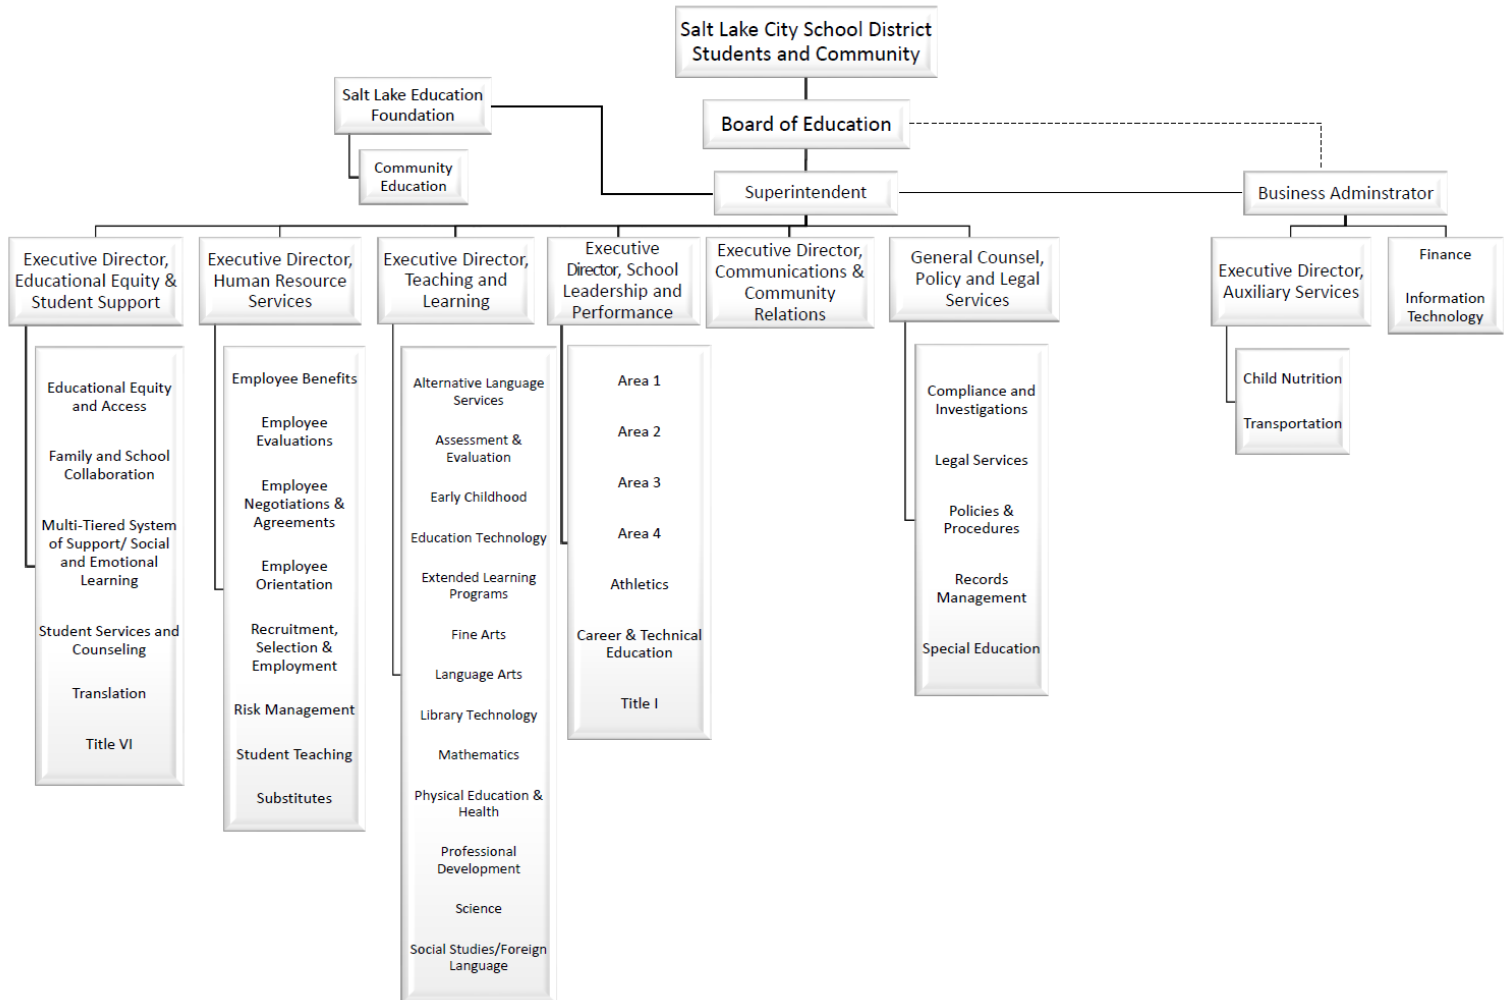 Salt Lake City School District
Students and Community
Salt Lake Education
Foundation
Board of Education
Community
Education
Superintendent
Business Adminstrator
Executive Director,
Educational Equity &
Student Support
Executive Director,
Human Resource
Services
Executive Director,
Teaching and
Learning
Executive
Director, School
Leadership and
Performance
Executive Director,
Communications &
Community
Relations
General Counsel,
Policy and Legal
Services
Executive Director,
Auxiliary Services
Finance
Information
Technology
Educational Equity
and Access
Family and School
Collaboration
Multi-Tiered System
of Support/ Social
and Emotional
Learning
Student Services and
Counseling
Translation
Title VI
Employee Benefits
Employee
Evaluations
Employee
Negotiations &
Agreements
Employee
Orientation
Recruitment,
Selection &
Employment
Risk Management
Student Teaching
Substitutes
Alternative Language
Services
Assessment &
Evaluation
Early Childhood
Education Technology
Extended Learning
Programs
Fine Arts
Language Arts
Library Technology
Mathematics
Physical Education &
Health
Professional
Development
Science
Social Studies/Foreign
Language
Area 1
Area 2
Area 3
Area 4
Athletics
Career & Technical
Education
Title I
Compliance and
Investigations
Legal Services
Policies &
Procedures
Records
Management
Special Education
Child Nutrition
Transportation